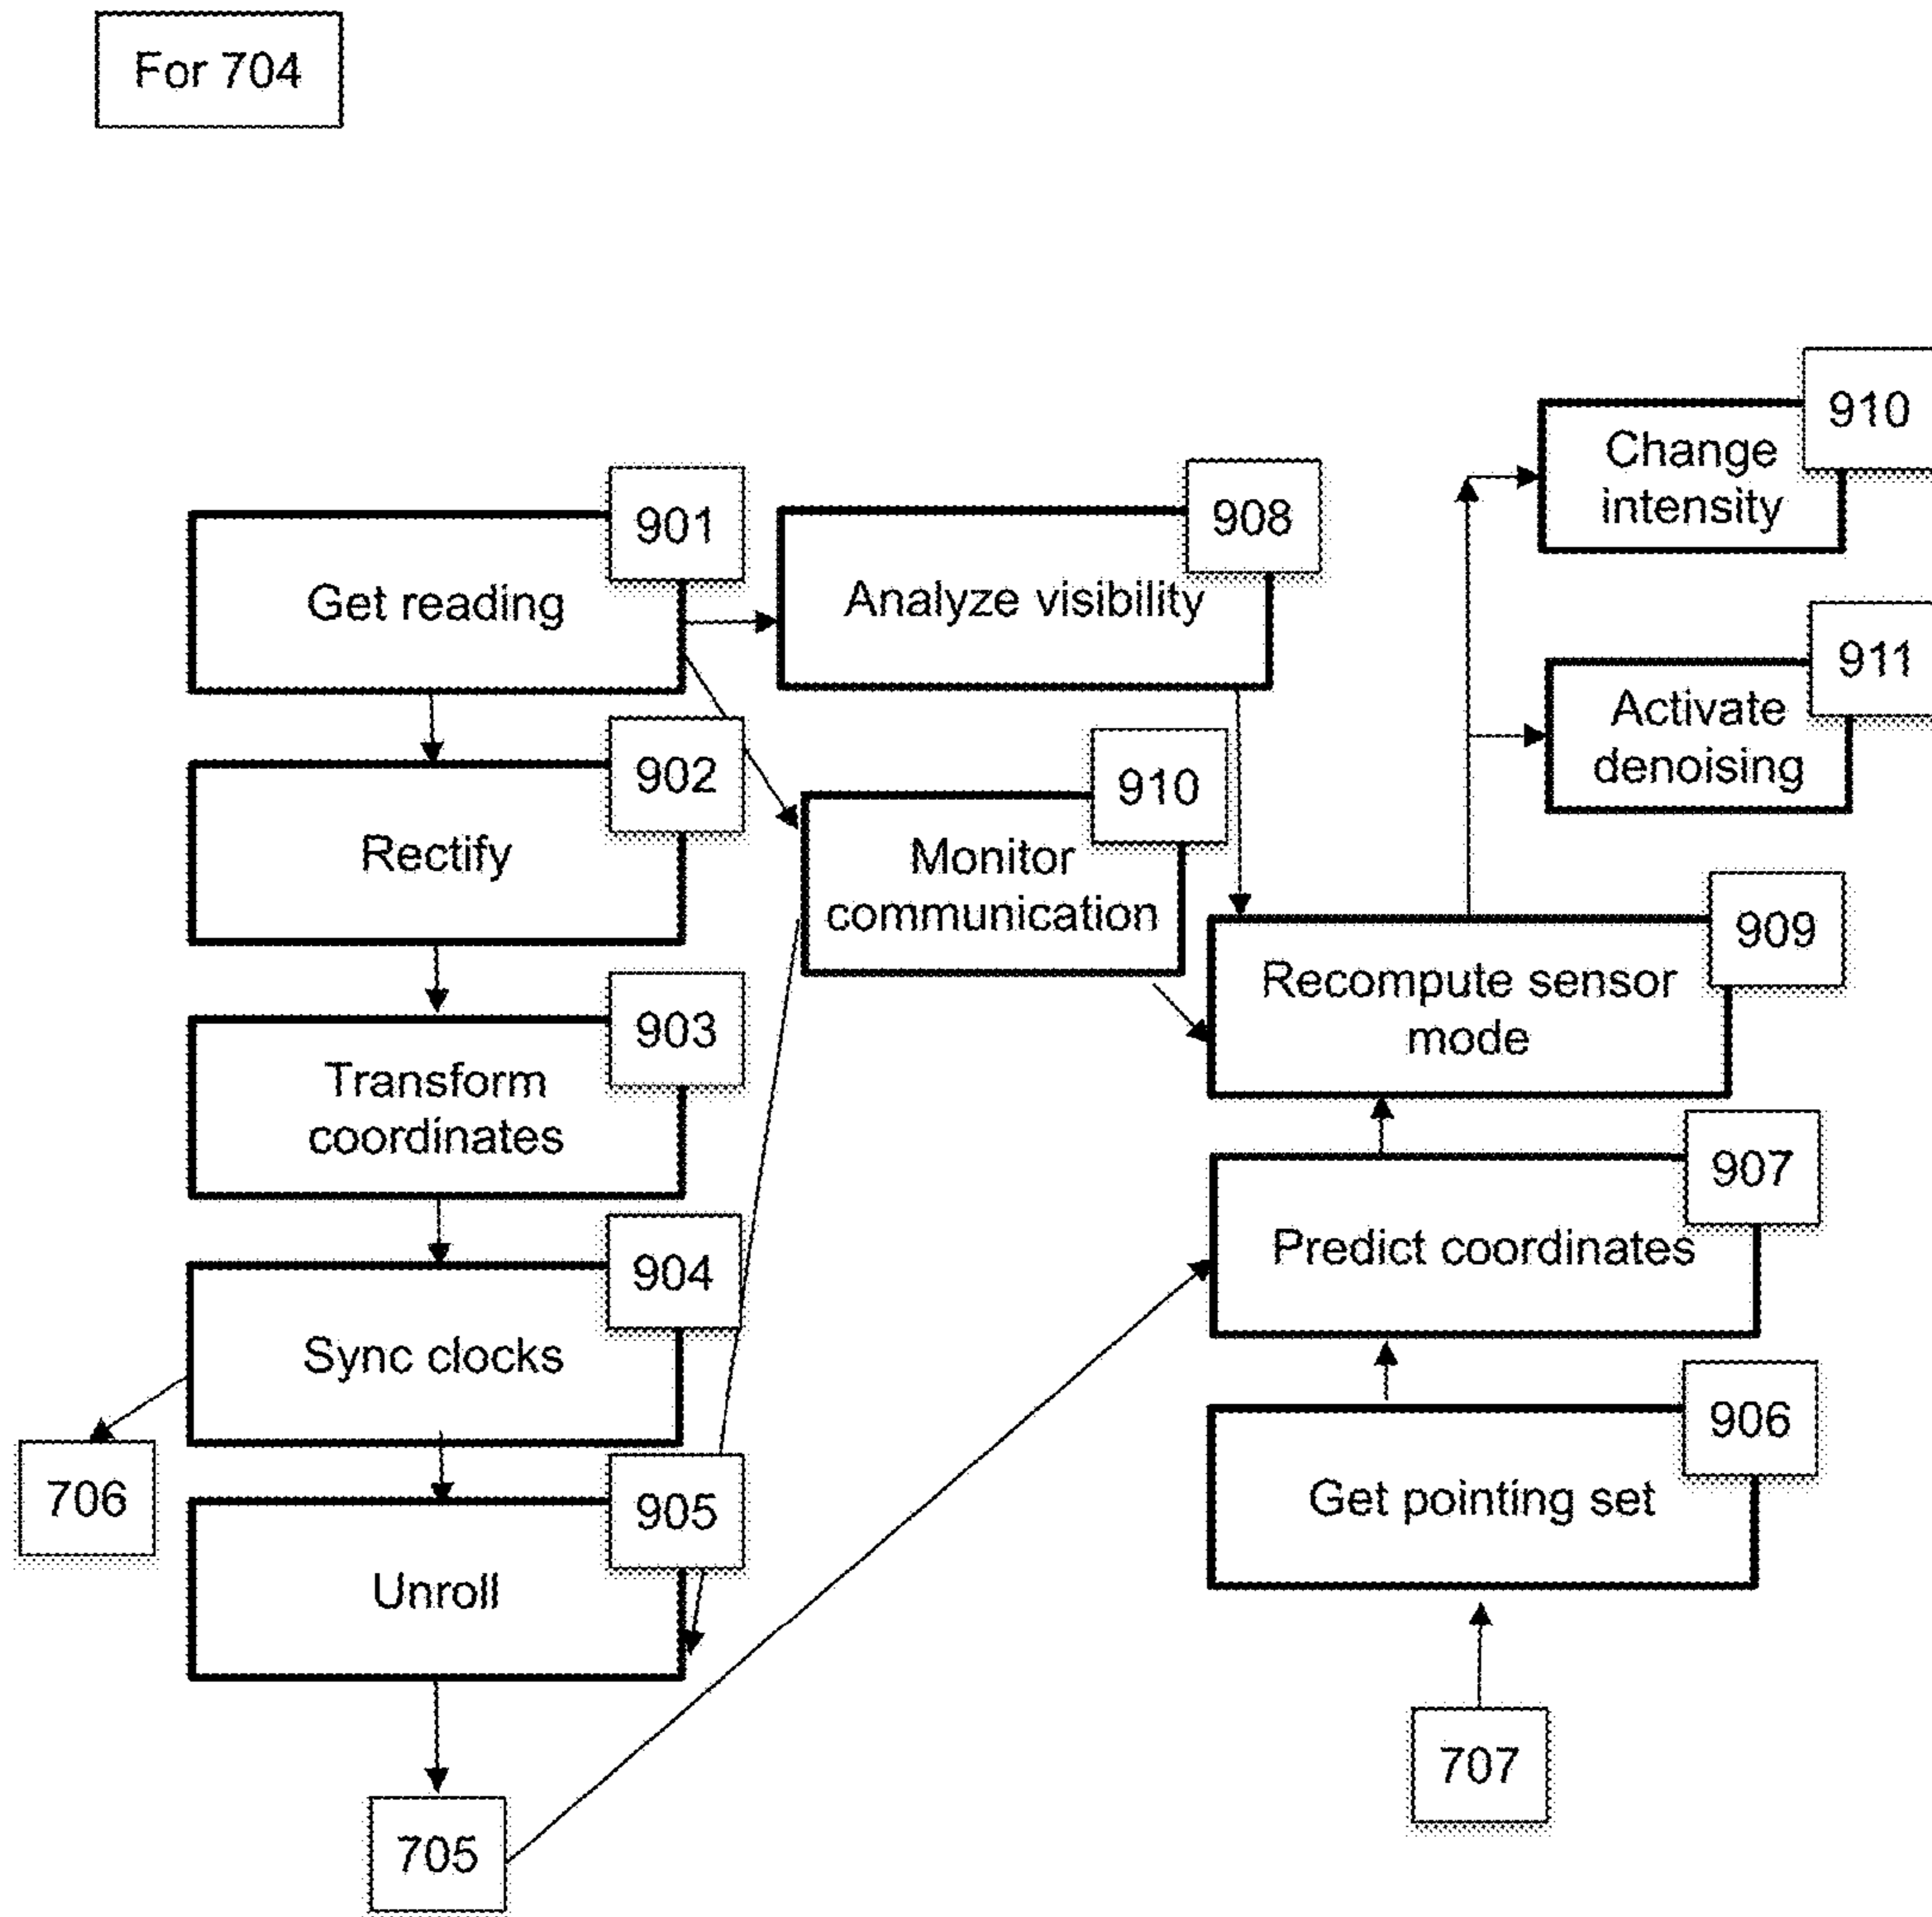 For 704
910
Change
intensity
901
Get reading
908
Analyze visibility
911
Activate
denoising
902
Rectify
910
Monitor
communication
909
Recompute sensor
mode
903
Transform
coordinates
907
Predict coordinates
904
Sync clocks
906
Get pointing set
706
905
Unroll
707
705